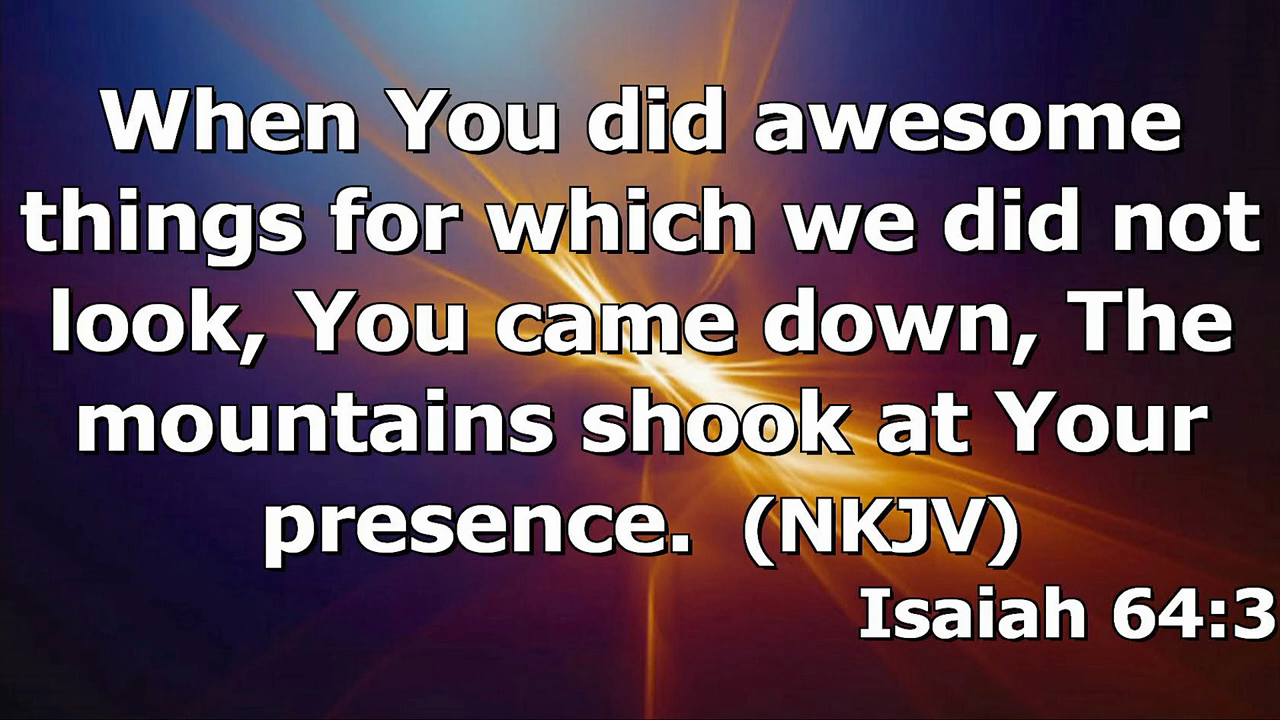 When You did awesome
things for which we did not
look, You came down, The
mountains shook at Your
presence.  (NKJV)
Isaiah 64:3